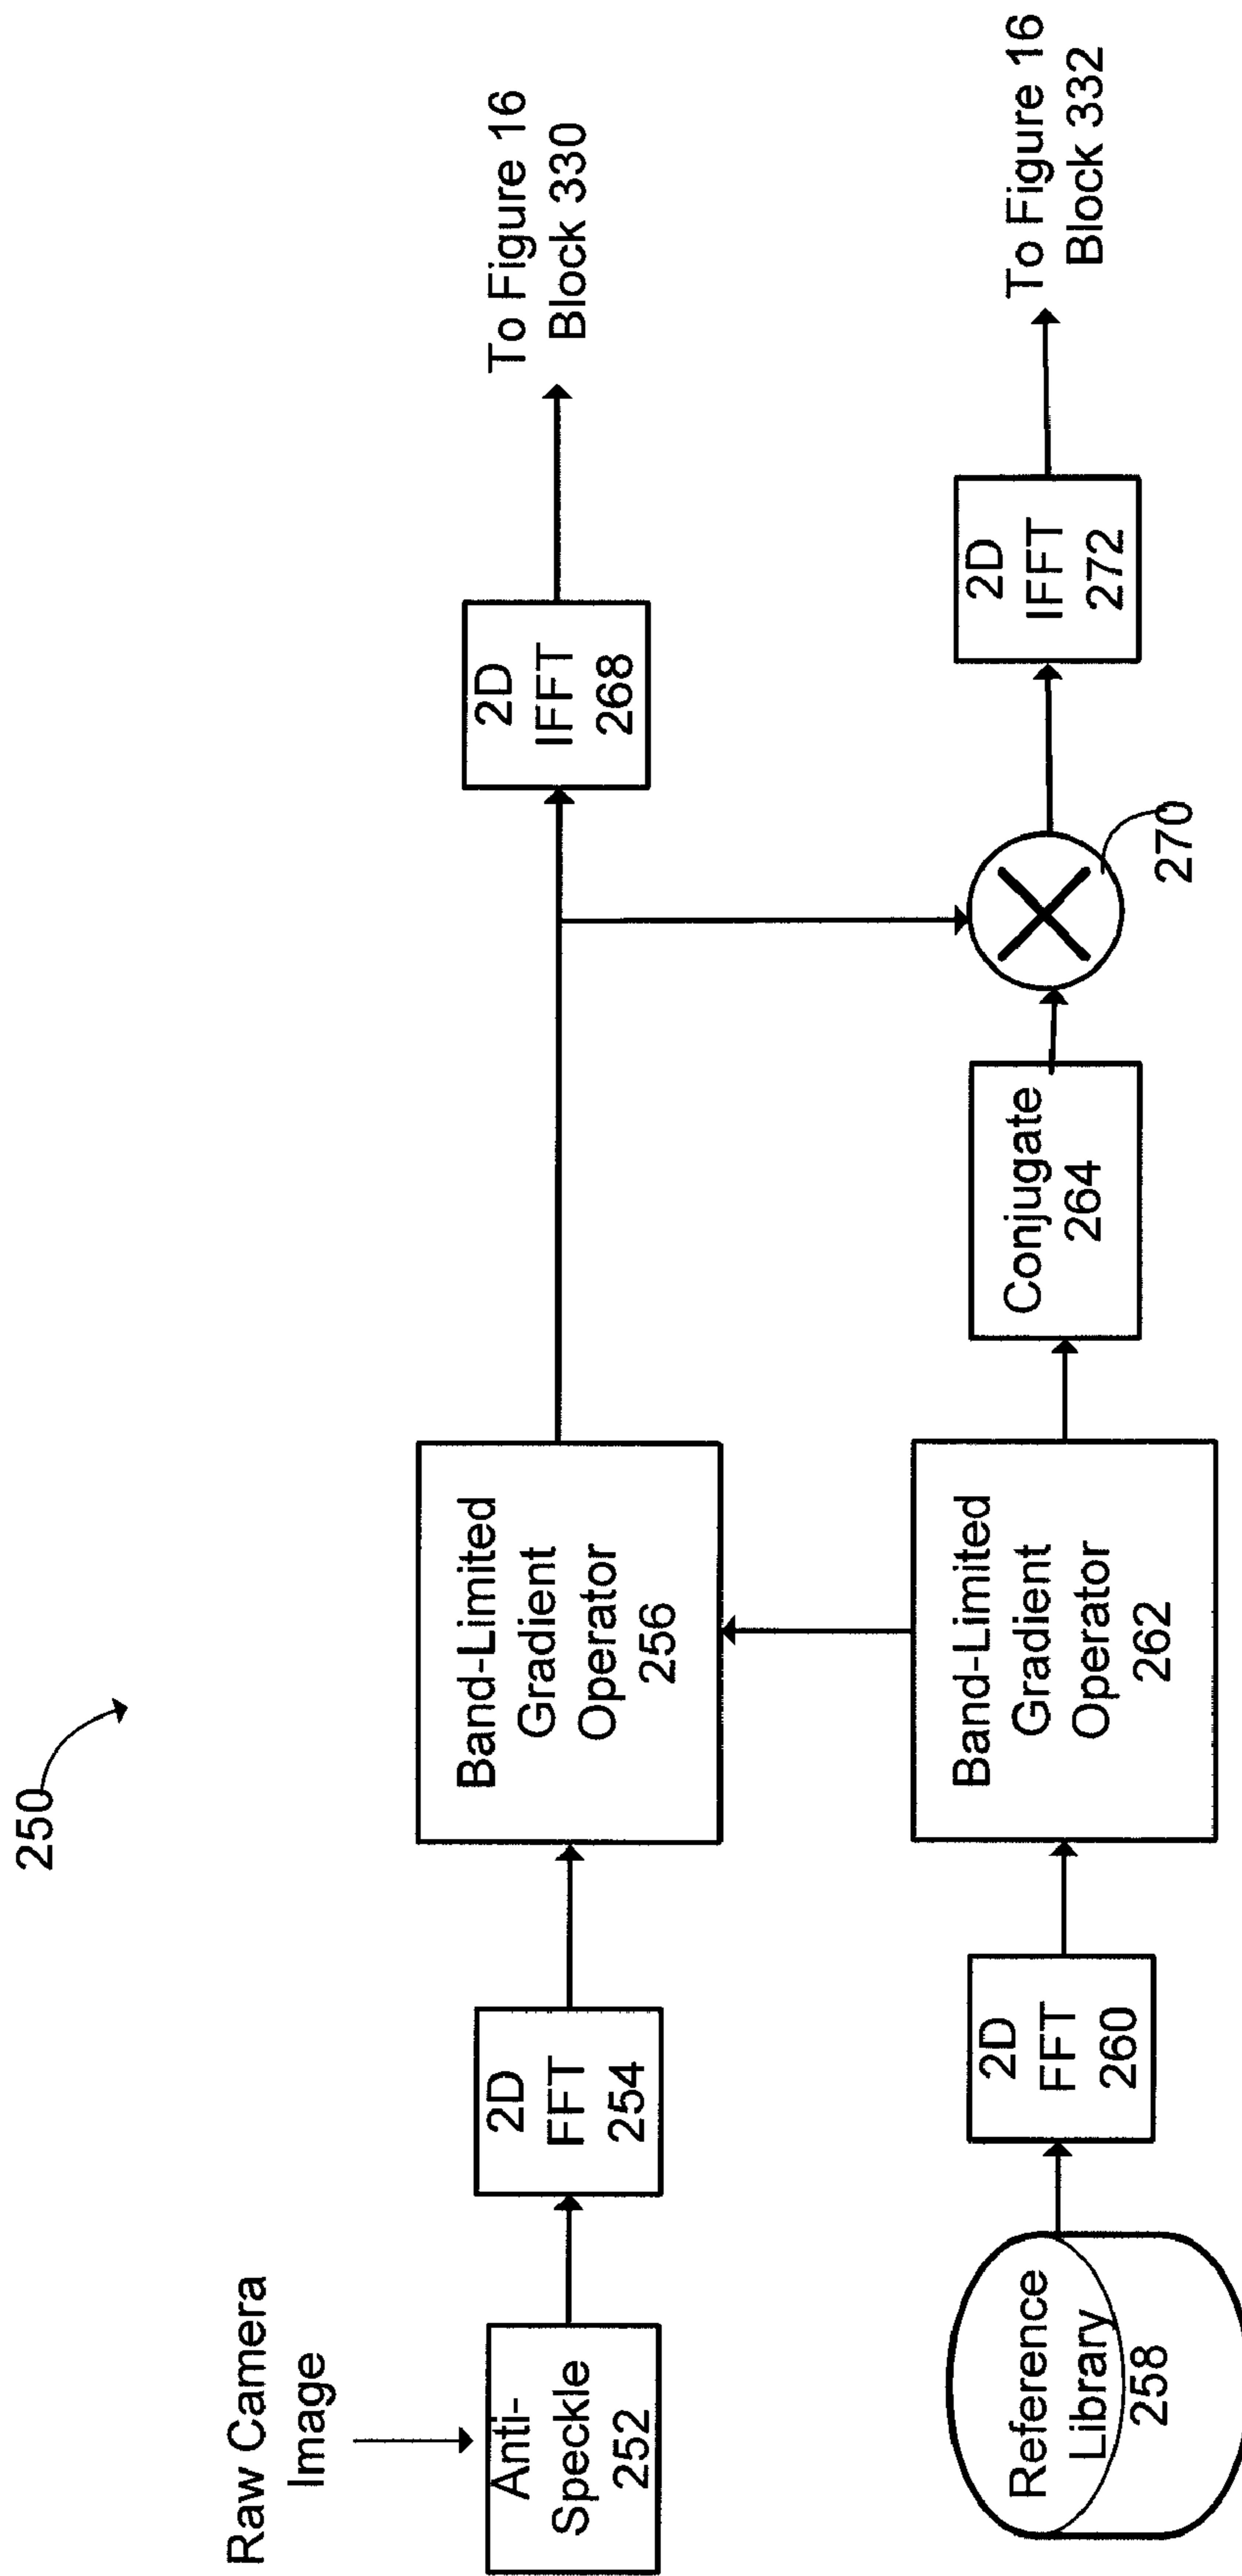 250
Raw Camera
Image
Anti-
Speckle
252
2D
FFT
254
Band-Limited
Gradient
Operator
256
2D
IFFT
268
To Figure 16
Block 330
Reference
Library
258
2D
FFT
260
Band-Limited
Gradient
Operator
262
Conjugate
264
270
2D
IFFT
272
To Figure 16
Block 332